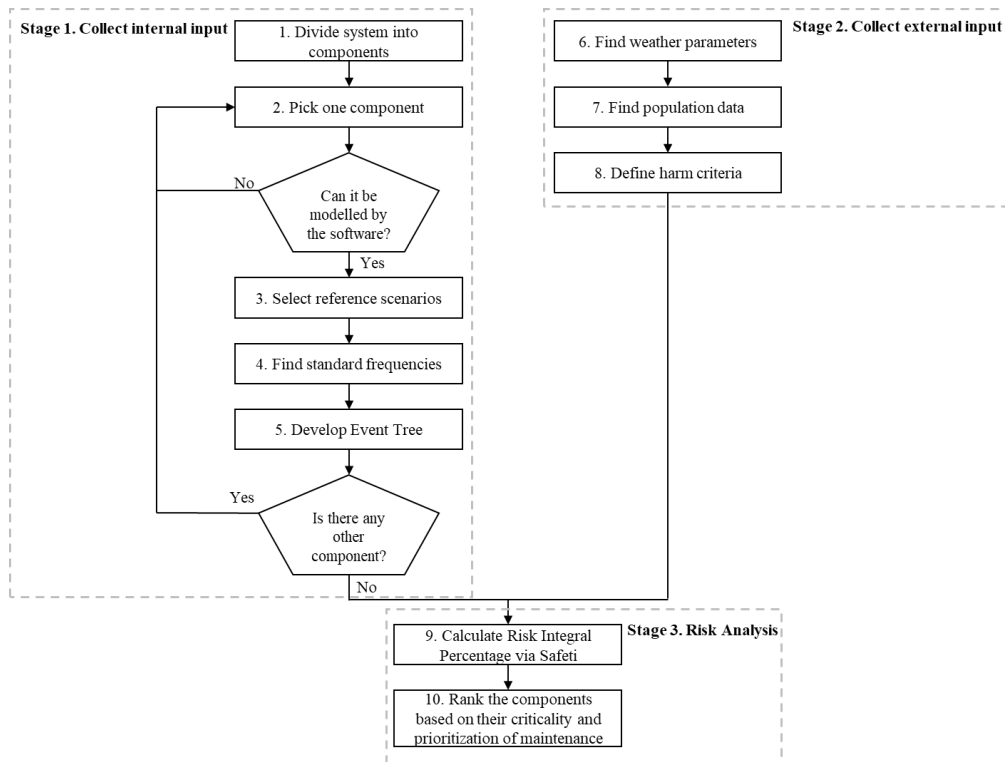 Stage 1. Collect internal input
1. Divide system into
components
2. Pick one component
No
Can it be
modelled by
the software?
Yes
3. Select reference scenarios
4. Find standard frequencies
5. Develop Event Tree
Yes
Is there any
other
component?
No
Stage 2. Collect external input
6. Find weather parameters
7. Find population data
8. Define harm criteria
Stage 3. Risk Analysis
9. Calculate Risk Integral
Percentage via Safeti
10. Rank the components
based on their criticality and
prioritization of maintenance